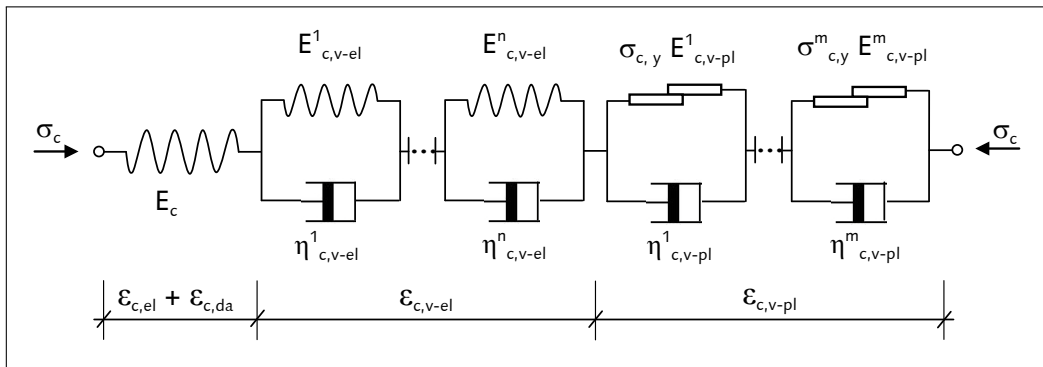 E¹c,v-el Eⁿc,v-el σc, y E¹c,v-pl σᵐc,y Eᵐc,v-pl
σc ... ... σc
Ec
η¹c,v-el ηⁿc,v-el η¹c,v-pl ηᵐc,v-pl
εc,el + εc,da εc,v-el εc,v-pl